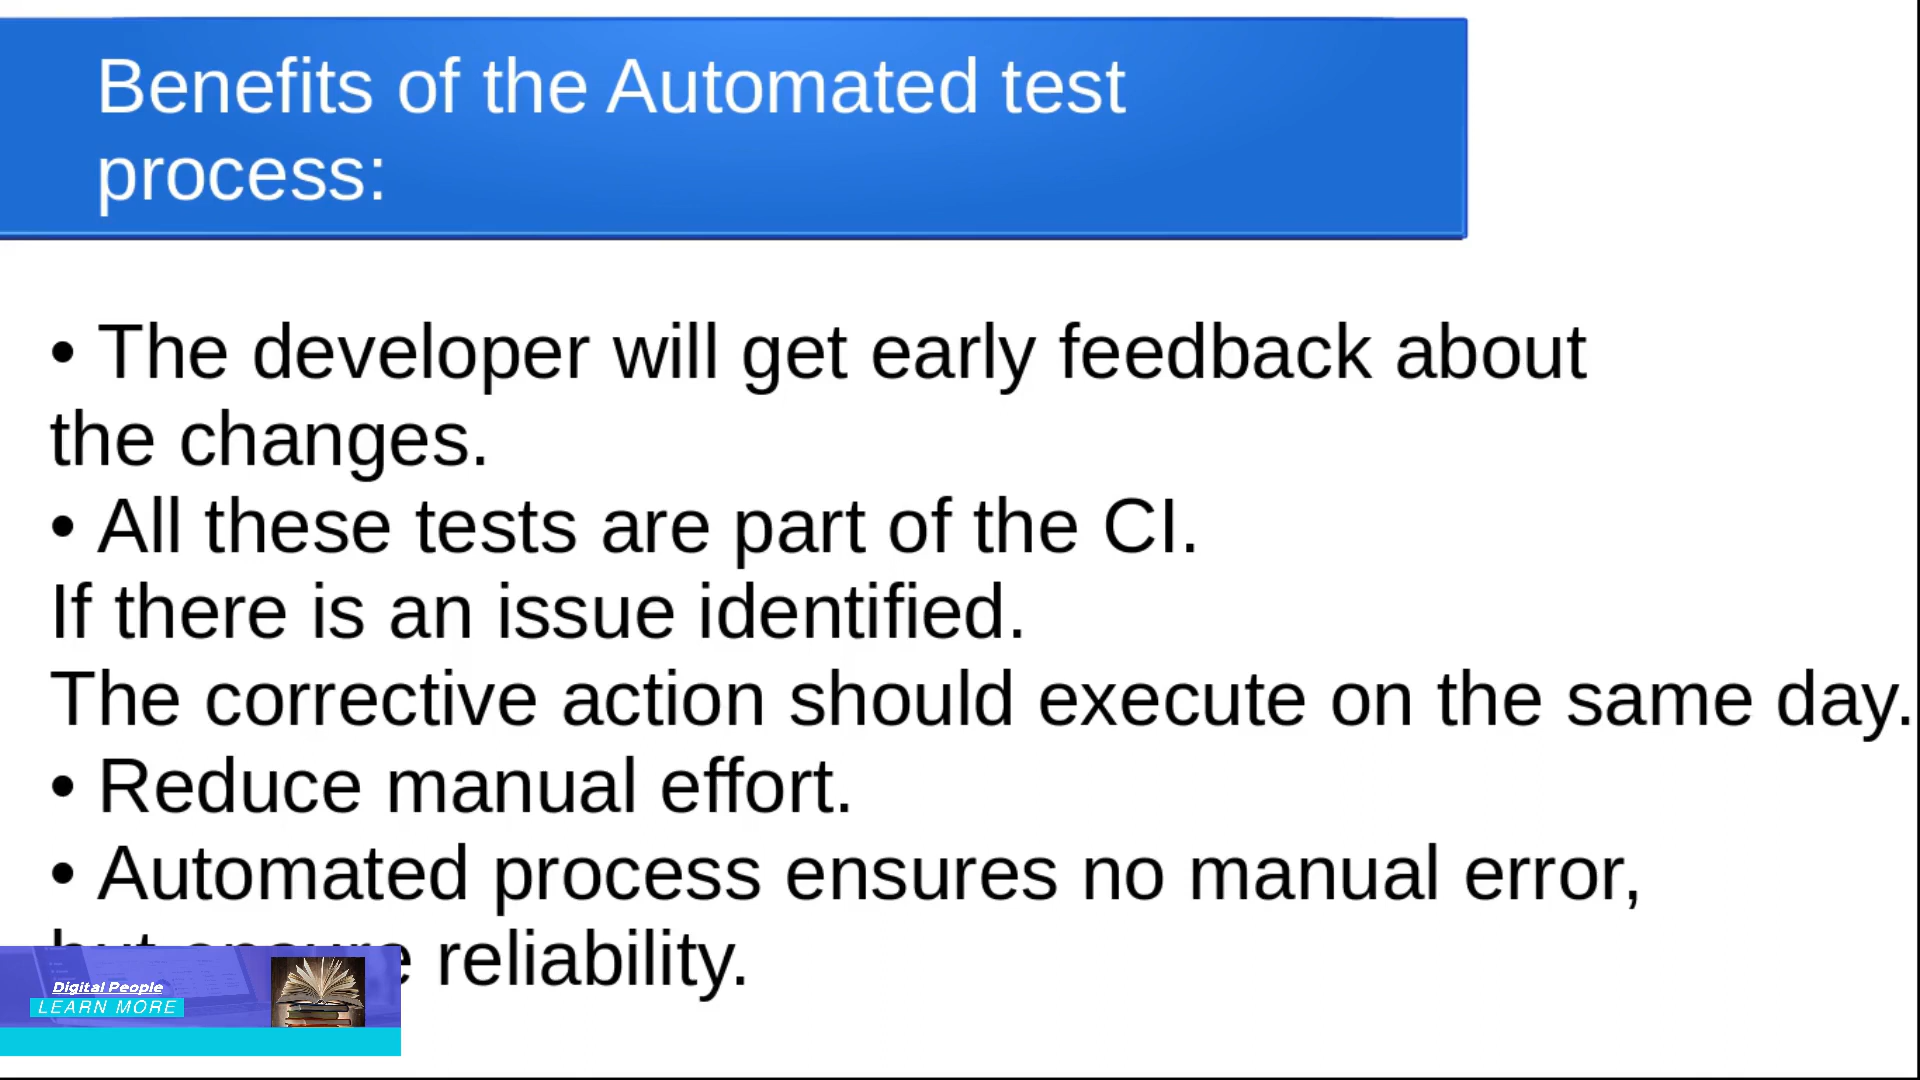 Benefits of the Automated test
process:
• The developer will get early feedback about
the changes.
• All these tests are part of the CI.
If there is an issue identified.
The corrective action should execute on the same day.
• Reduce manual effort.
• Automated process ensures no manual error,
but ensure reliability.
Digital People
LEARN MORE